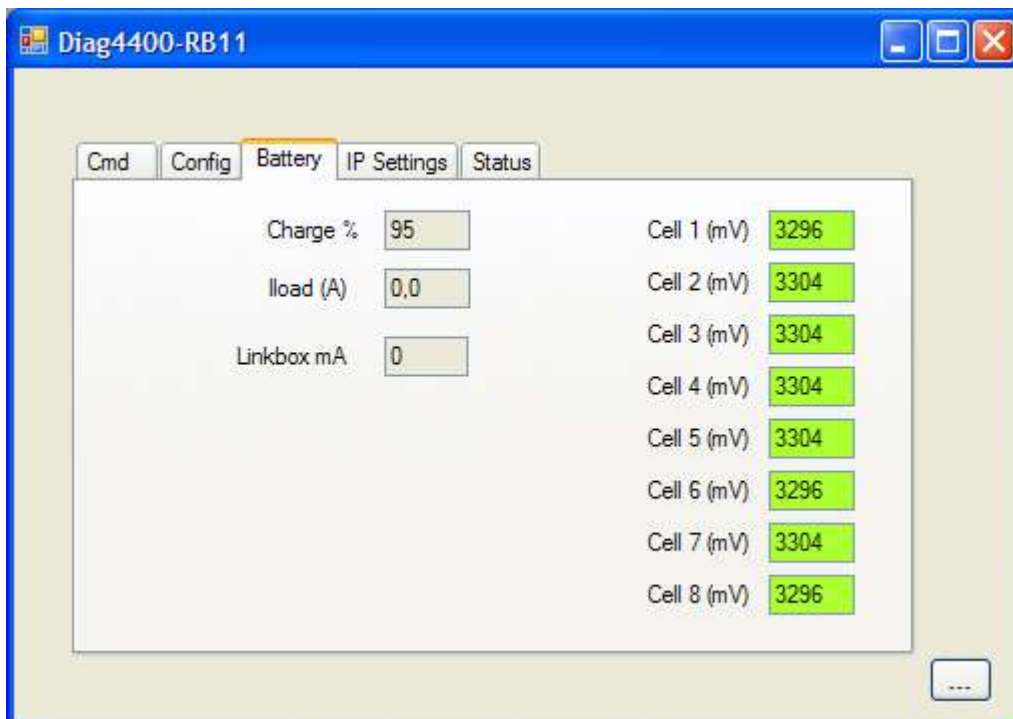 Diag4400-RB11
Cmd Config Battery IP Settings Status
Charge % 95
Iload (A) 0,0
Linkbox mA 0
Cell 1 (mV) 3296
Cell 2 (mV) 3304
Cell 3 (mV) 3304
Cell 4 (mV) 3304
Cell 5 (mV) 3304
Cell 6 (mV) 3296
Cell 7 (mV) 3304
Cell 8 (mV) 3296
...